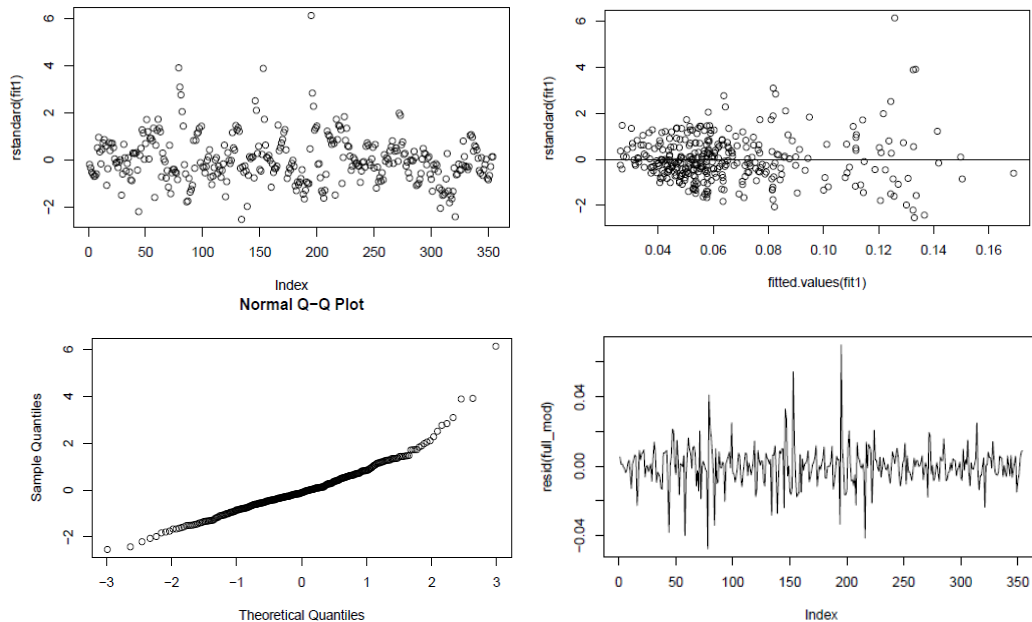 rstandard(fit1)
6
4
2
0
−2
0 50 100 150 200 250 300 350
Index
rstandard(fit1)
6
4
2
0
−2
0.04 0.06 0.08 0.10 0.12 0.14 0.16
fitted.values(fit1)
Normal Q−Q Plot
Sample Quantiles
6
4
2
0
−2
−3 −2 −1 0 1 2 3
Theoretical Quantiles
resid(full_mod)
0.04
0.00
−0.04
0 50 100 150 200 250 300 350
Index